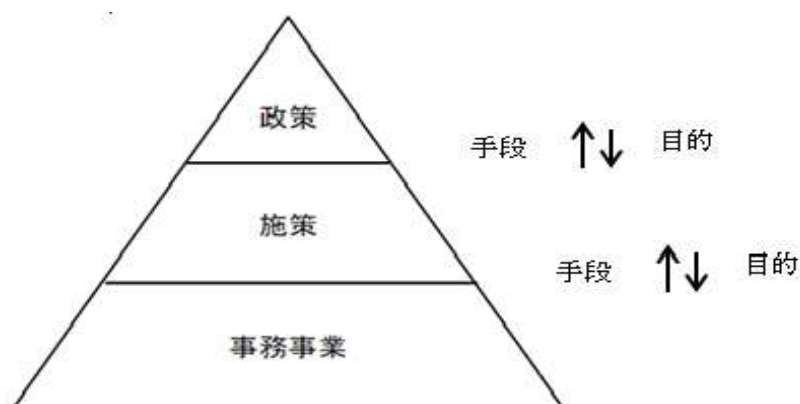 政策
手段 ↑↓ 目的
施策
手段 ↑↓ 目的
事務事業